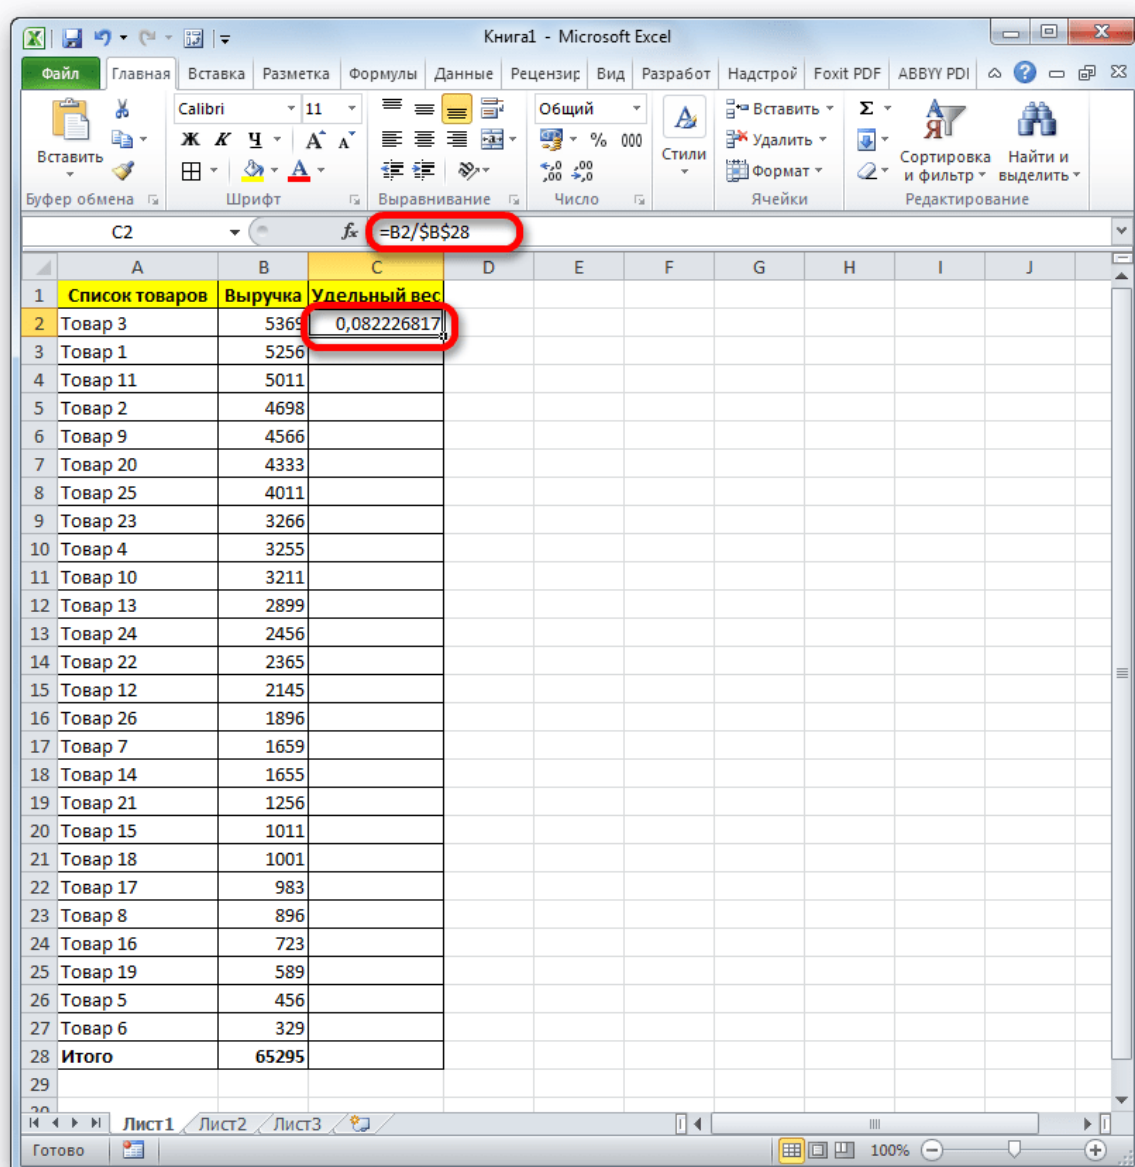 Книга1 - Microsoft Excel
Файл Главная Вставка Разметка Формулы Данные Рецензир Вид Разработ Надстрой Foxit PDF ABBYY PDI
Calibri 11 Общий Вставить Σ
Ж К Ч А А % 000 Удалить
Вставить Стили Формат Сортировка и фильтр Найти и выделить
Буфер обмена Шрифт Выравнивание Число Ячейки Редактирование
C2 fx =B2/$B$28
A B C D E F G H I J
1 Список товаров Выручка Удельный вес
2 Товар 3 5369 0,082226817
3 Товар 1 5256
4 Товар 11 5011
5 Товар 2 4698
6 Товар 9 4566
7 Товар 20 4333
8 Товар 25 4011
9 Товар 23 3266
10 Товар 4 3255
11 Товар 10 3211
12 Товар 13 2899
13 Товар 24 2456
14 Товар 22 2365
15 Товар 12 2145
16 Товар 26 1896
17 Товар 7 1659
18 Товар 14 1655
19 Товар 21 1256
20 Товар 15 1011
21 Товар 18 1001
22 Товар 17 983
23 Товар 8 896
24 Товар 16 723
25 Товар 19 589
26 Товар 5 456
27 Товар 6 329
28 Итого 65295
29
Лист1 Лист2 Лист3
Готово 100%